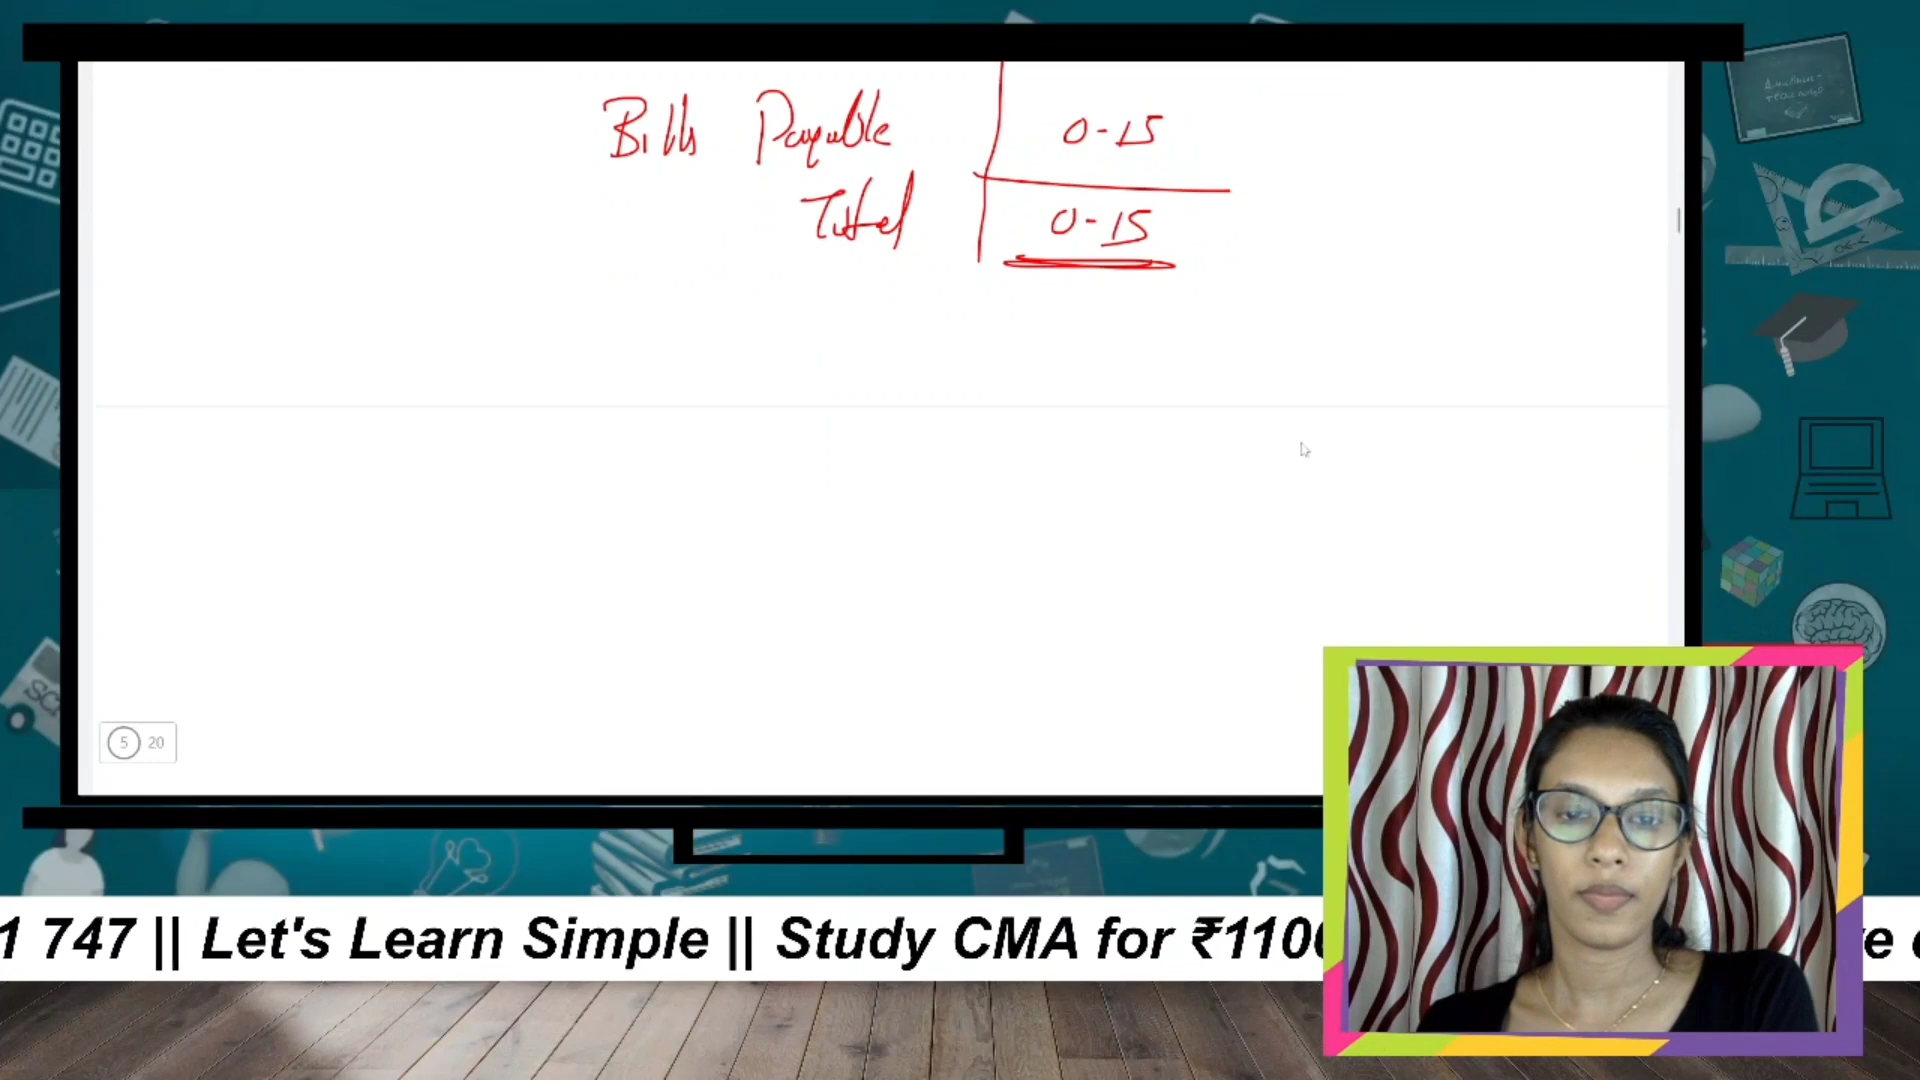 Bills Payable 0-15
Total 0-15
5 20
1 747 || Let's Learn Simple || Study CMA for ₹110